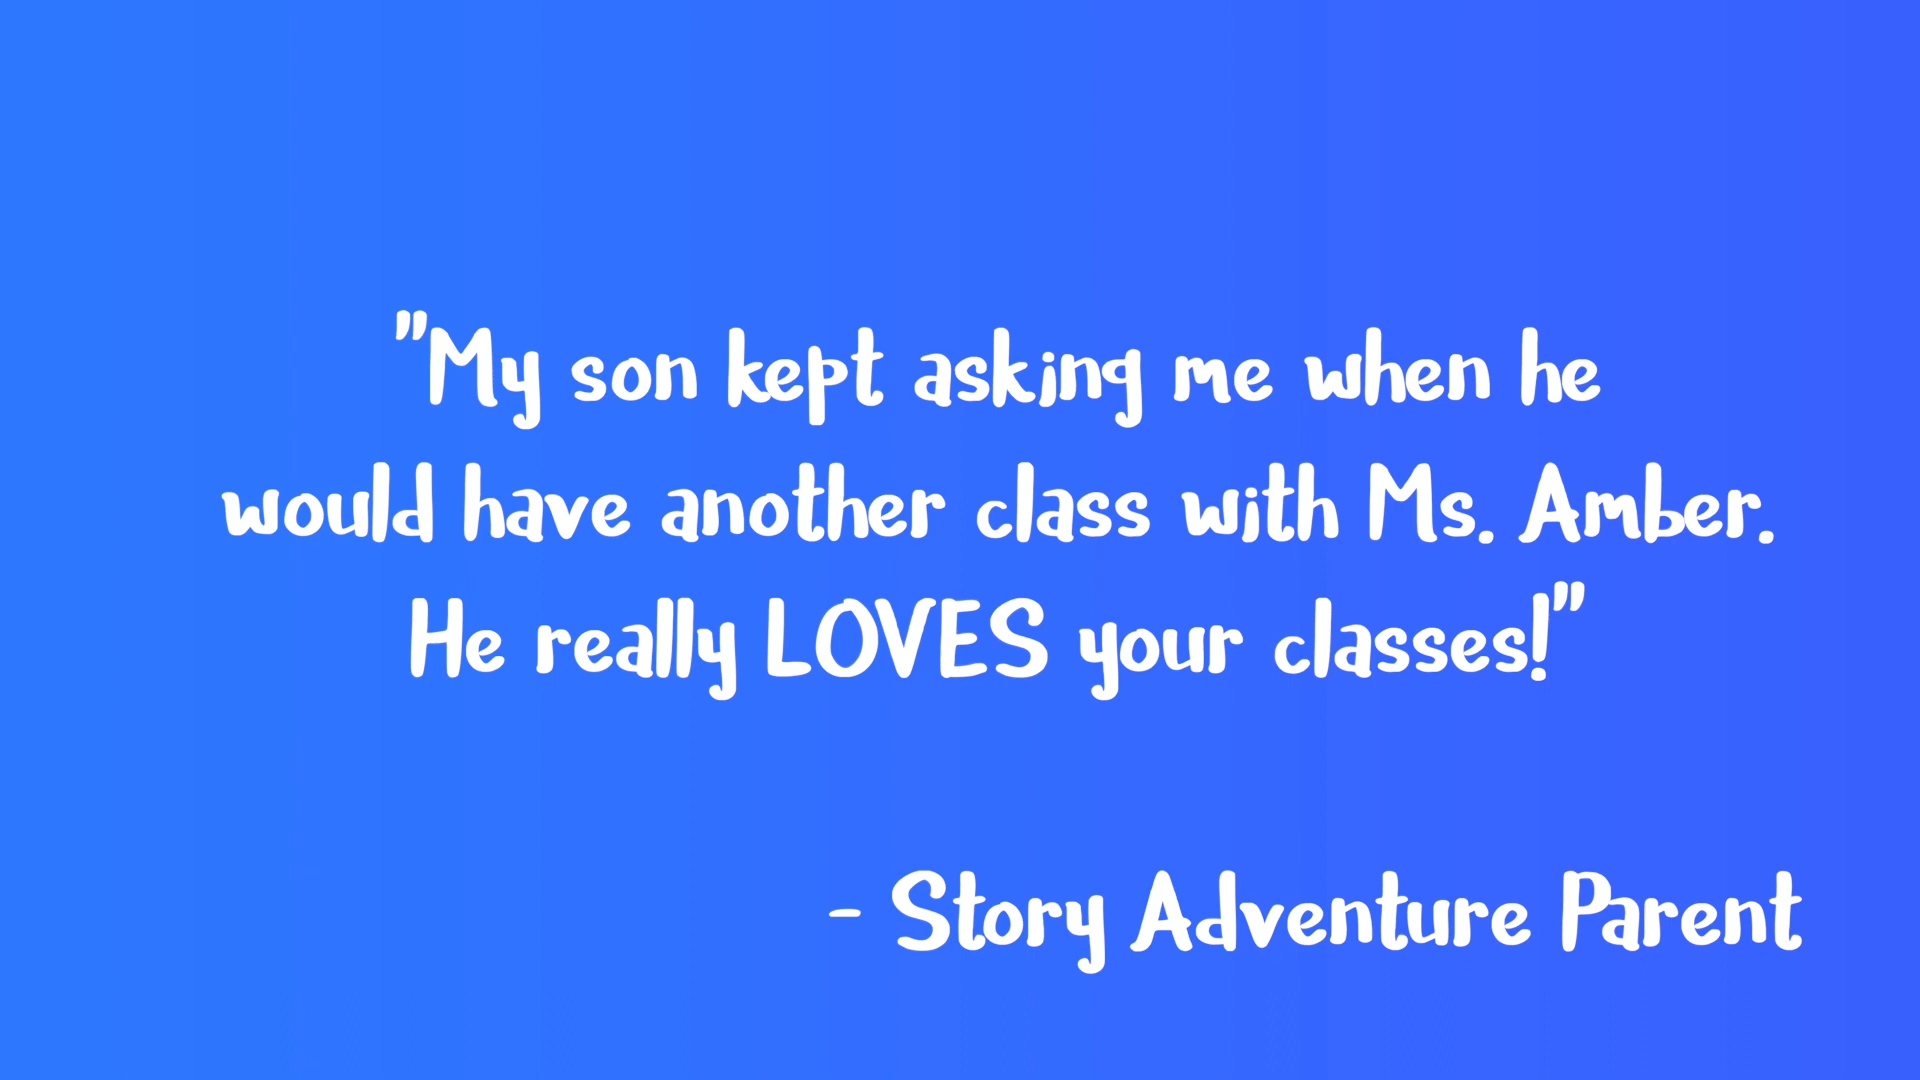 "My son kept asking me when he
would have another class with Ms. Amber.
He really LOVES your classes!"
- Story Adventure Parent